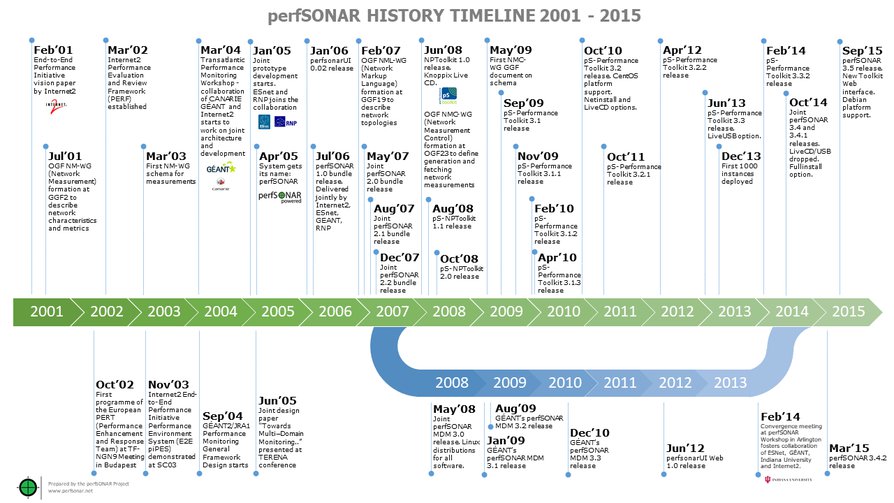 perfSONAR HISTORY TIMELINE 2001 - 2015
Feb’01
End-to-End
Performance
Initiative
vision paper
by Internet2
Mar’02
Internet2
Performance
Evaluation
and Review
Framework
(PERF)
established
Mar’04
Transatlantic
Performance
Monitoring
Workshop -
collaboration
of CANARIE
GÉANT and
Internet2
starts to
work on joint
architecture
and
development
GÉANT
canarie
Jan’05
Joint
prototype
development
starts.
ESnet and
RNP joins the
collaboration
RNP
Jan’06
perfsonarUI
0.02 release
Feb’07
OGF NML-WG
(Network
Markup
Language)
formation at
GGF19 to
describe
network
topologies
Jun’08
NPToolkit 1.0
release.
Knoppix Live
CD.
pS
OGF NMC-WG
(Network
Measurement
Control)
formation at
OGF23 to define
generation and
fetching
network
measurements
May’09
First NMC-
WG GGF
document on
schema
Oct’10
pS-Performance
Toolkit 3.2
release. CentOS
platform
support.
Netinstall and
LiveCD options.
Apr’12
pS-Performance
Toolkit 3.2.2
release
Feb’14
pS-Performance
Toolkit
3.3.2
release
Sep’15
perfSONAR
3.5 release.
New Toolkit
Web
interface.
Debian
platform
support.
Sep’09
pS-Performance
Toolkit 3.1
release
Jun’13
pS-Performance
Toolkit 3.3
release.
LiveUSB option.
Oct’14
Joint
perfSONAR
3.4 and
3.4.1
releases.
LiveCD/USB
dropped.
Fullinstall
option.
Jul’01
OGF NM-WG
(Network
Measurement)
formation at
GGF2 to
describe
network
characteristics
and metrics
Mar’03
First NM-WG
schema for
measurements
Apr’05
System gets
its name:
perfSONAR
perfSONAR
powered
Jul’06
perfSONAR
1.0 bundle
release.
Delivered
jointly by
Internet2,
ESnet,
GEANT,
RNP
May’07
Joint
perfSONAR
2.0 bundle
release
Nov’09
pS-Performance
Toolkit 3.1.1
release
Oct’11
pS-Performance
Toolkit 3.2.1
release
Dec’13
First 1000
instances
deployed
Aug’07
Joint
perfSONAR
2.1 bundle
release
Aug’08
pS-NPToolkit
1.1 release
Feb’10
pS-
Performance
Toolkit 3.1.2
release
Dec’07
Joint
perfSONAR
2.2 bundle
release
Oct’08
pS-NPToolkit
2.0 release
Apr’10
pS-
Performance
Toolkit 3.1.3
release
2001 2002 2003 2004 2005 2006 2007 2008 2009 2010 2011 2012 2013 2014 2015
2008 2009 2010 2011 2012 2013
Oct’02
First
programme of
the European
PERT
(Performance
Enhancement
and Response
Team) at TF-
NGN9 Meeting
in Budapest
Nov’03
Internet2 End-
to-End
Performance
Initiative
Performance
Environment
System (E2E
piPES)
demonstrated
at SC03
Sep’04
GÉANT2/JRA1
Performance
Monitoring
General
Framework
Design starts
Jun’05
Joint design
paper
“Towards
Multi–Domain
Monitoring..”
presented at
TERENA
conference
May’08
Joint
perfSONAR
MDM 3.0
release. Linux
distributions
for all
software.
Aug’09
GÉANT’s perfSONAR
MDM 3.2 release
Jan’09
GÉANT’s
perfSONAR MDM
3.1 release
Dec’10
GÉANT’s
perfSONAR
MDM 3.3
release
Jun’12
perfsonarUI Web
1.0 release
Feb’14
Convergence meeting
at perfSONAR
Workshop in Arlington
fosters collaboration
of ESNet, GÉANT,
Indiana University
and Internet2.
INDIANA UNIVERSITY
Mar’15
perfSONAR 3.4.2
release
Prepared by the perfSONAR Project
www.perfsonar.net